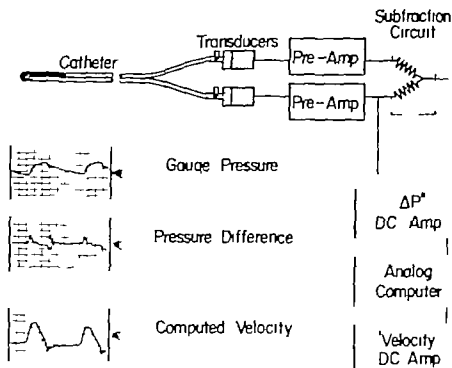 Subtraction
Circuit
Transducers
Catheter
Pre-Amp
Pre-Amp
Gauge Pressure
ΔP"
DC Amp
Pressure Difference
Analog
Computer
Computed Velocity
'Velocity
DC Amp